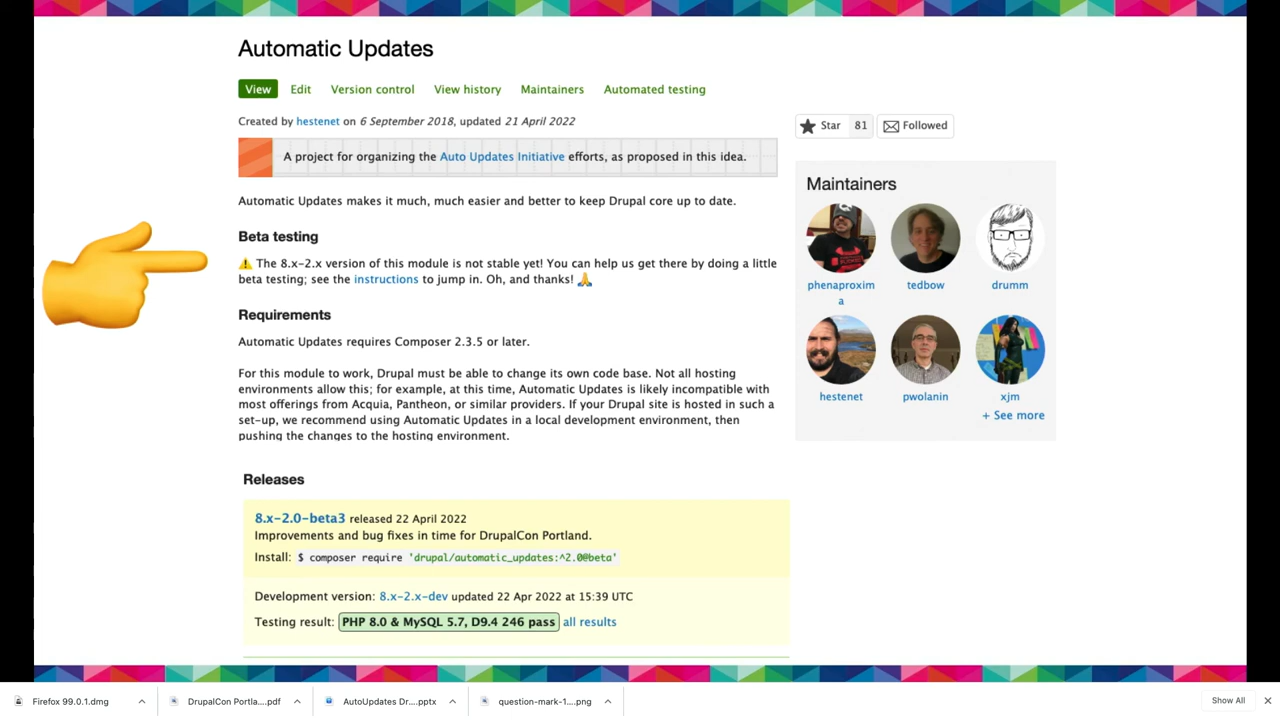 Automatic Updates
View Edit Version control View history Maintainers Automated testing
Created by hestenet on 6 September 2018, updated 21 April 2022
Star 81 Followed
A project for organizing the Auto Updates Initiative efforts, as proposed in this idea.
Automatic Updates makes it much, much easier and better to keep Drupal core up to date.
Beta testing
⚠️ The 8.x-2.x version of this module is not stable yet! You can help us get there by doing a little
beta testing; see the instructions to jump in. Oh, and thanks! 🙏
Requirements
Automatic Updates requires Composer 2.3.5 or later.
For this module to work, Drupal must be able to change its own code base. Not all hosting
environments allow this; for example, at this time, Automatic Updates is likely incompatible with
most offerings from Acquia, Pantheon, or similar providers. If your Drupal site is hosted in such a
set-up, we recommend using Automatic Updates in a local development environment, then
pushing the changes to the hosting environment.
Maintainers
phenaproxim
a
tedbow
drumm
hestenet
pwolanin
xjm
+ See more
Releases
8.x-2.0-beta3 released 22 April 2022
Improvements and bug fixes in time for DrupalCon Portland.
Install: $ composer require 'drupal/automatic_updates:^2.0@beta'
Development version: 8.x-2.x-dev updated 22 Apr 2022 at 15:39 UTC
Testing result: PHP 8.0 & MySQL 5.7, D9.4 246 pass all results
Firefox 99.0.1.dmg
DrupalCon Portla....pdf
AutoUpdates Dr....pptx
question-mark-1....png
Show All